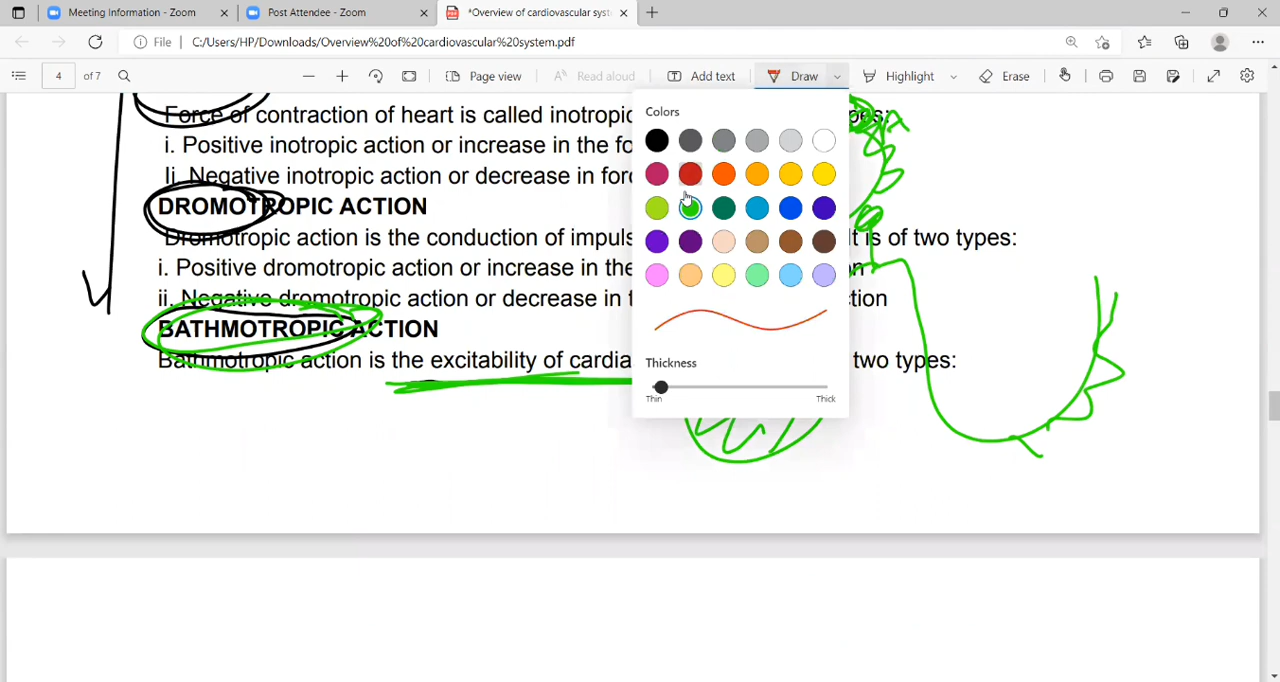 Meeting Information - Zoom
Post Attendee - Zoom
*Overview of cardiovascular syst
File
C:/Users/HP/Downloads/Overview%20of%20cardiovascular%20system.pdf
4 of 7
Page view
Read aloud
Add text
Draw
Highlight
Erase
Colors
Thickness
Thin
Thick
Force of contraction of heart is called inotropic
i. Positive inotropic action or increase in the fo
Ii. Negative inotropic action or decrease in forc
DROMOTROPIC ACTION
Dromotropic action is the conduction of impuls t is of two types:
i. Positive dromotropic action or increase in the
ii. Negative dromotropic action or decrease in t ction
BATHMOTROPIC ACTION
Bathmotropic action is the excitability of cardia two types: